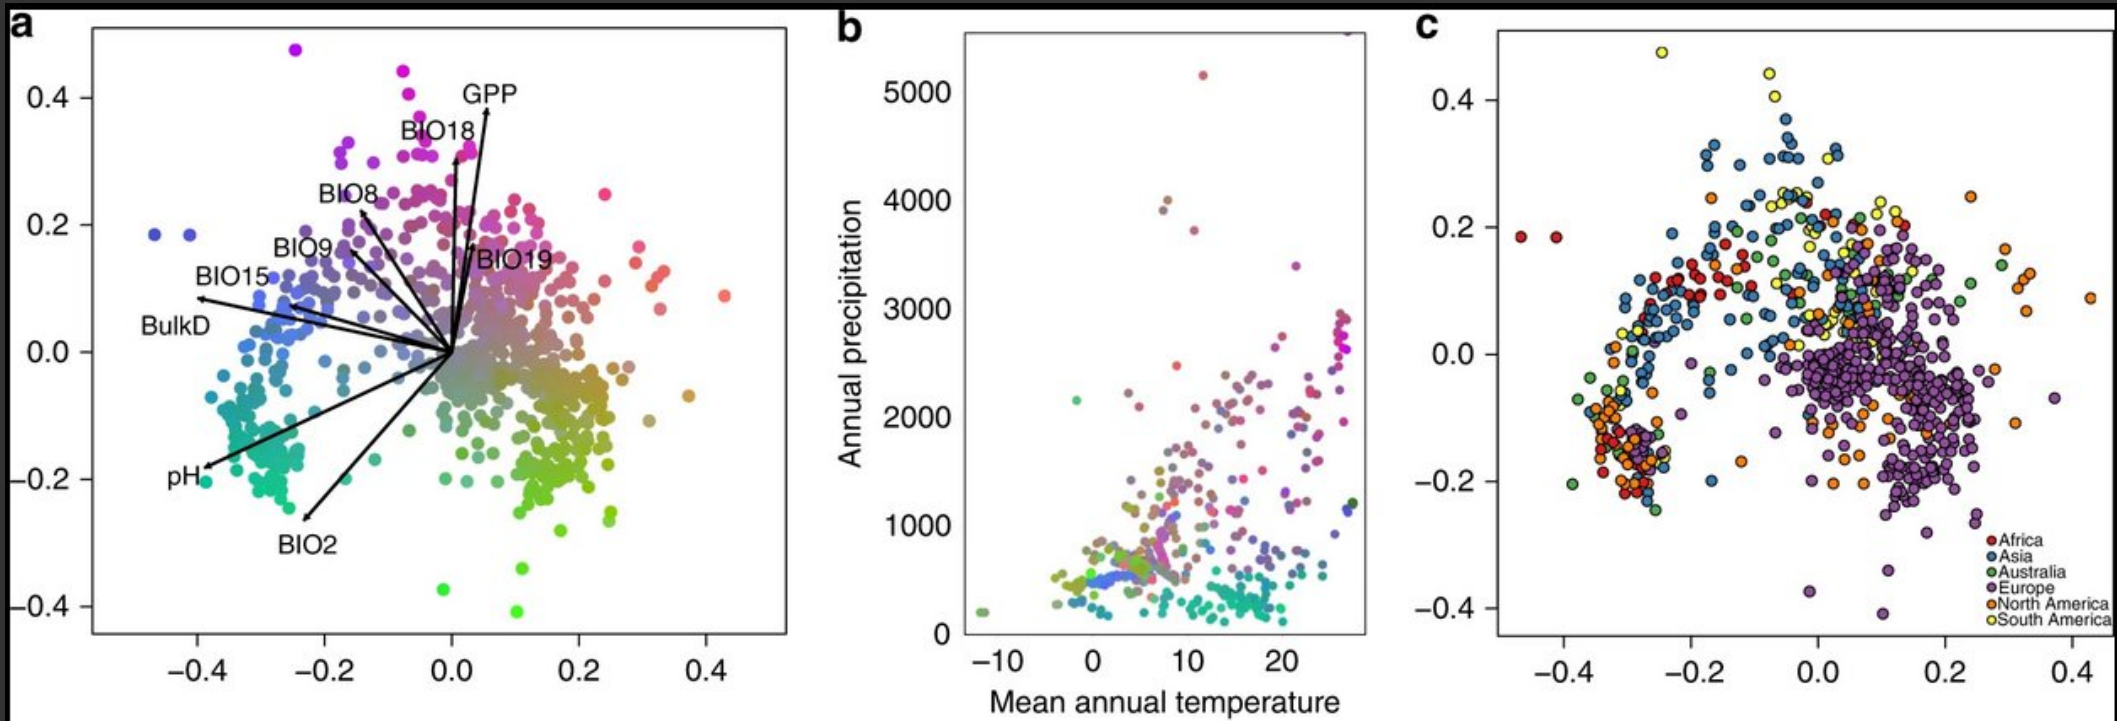 a
GPP
BIO18
BIO8
BIO9
BIO19
BIO15
BulkD
pH
BIO2
0.4
0.2
0.0
−0.2
−0.4
−0.4
−0.2
0.0
0.2
0.4
b
Annual precipitation
5000
4000
3000
2000
1000
0
−10
0
10
20
Mean annual temperature
c
0.4
0.2
0.0
−0.2
−0.4
Africa
Asia
Australia
Europe
North America
South America
−0.4
−0.2
0.0
0.2
0.4